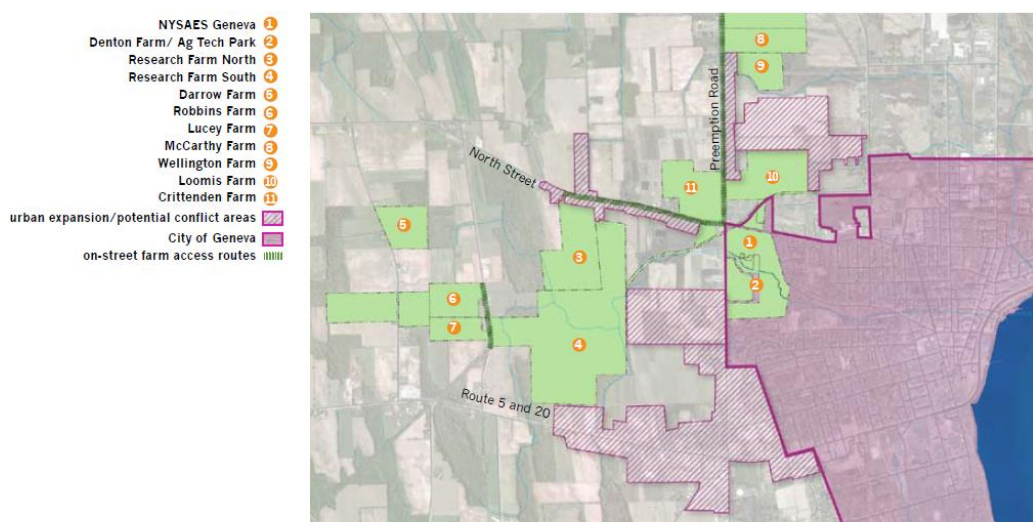 NYSAES Geneva 1
Denton Farm/ Ag Tech Park 2
Research Farm North 3
Research Farm South 4
Darrow Farm 5
Robbins Farm 6
Lucey Farm 7
McCarthy Farm 8
Wellington Farm 9
Loomis Farm 10
Crittenden Farm 11
urban expansion/potential conflict areas
City of Geneva
on-street farm access routes
8
9
Preemption Road
North Street
11
10
5
1
3
2
6
7
4
Route 5 and 20